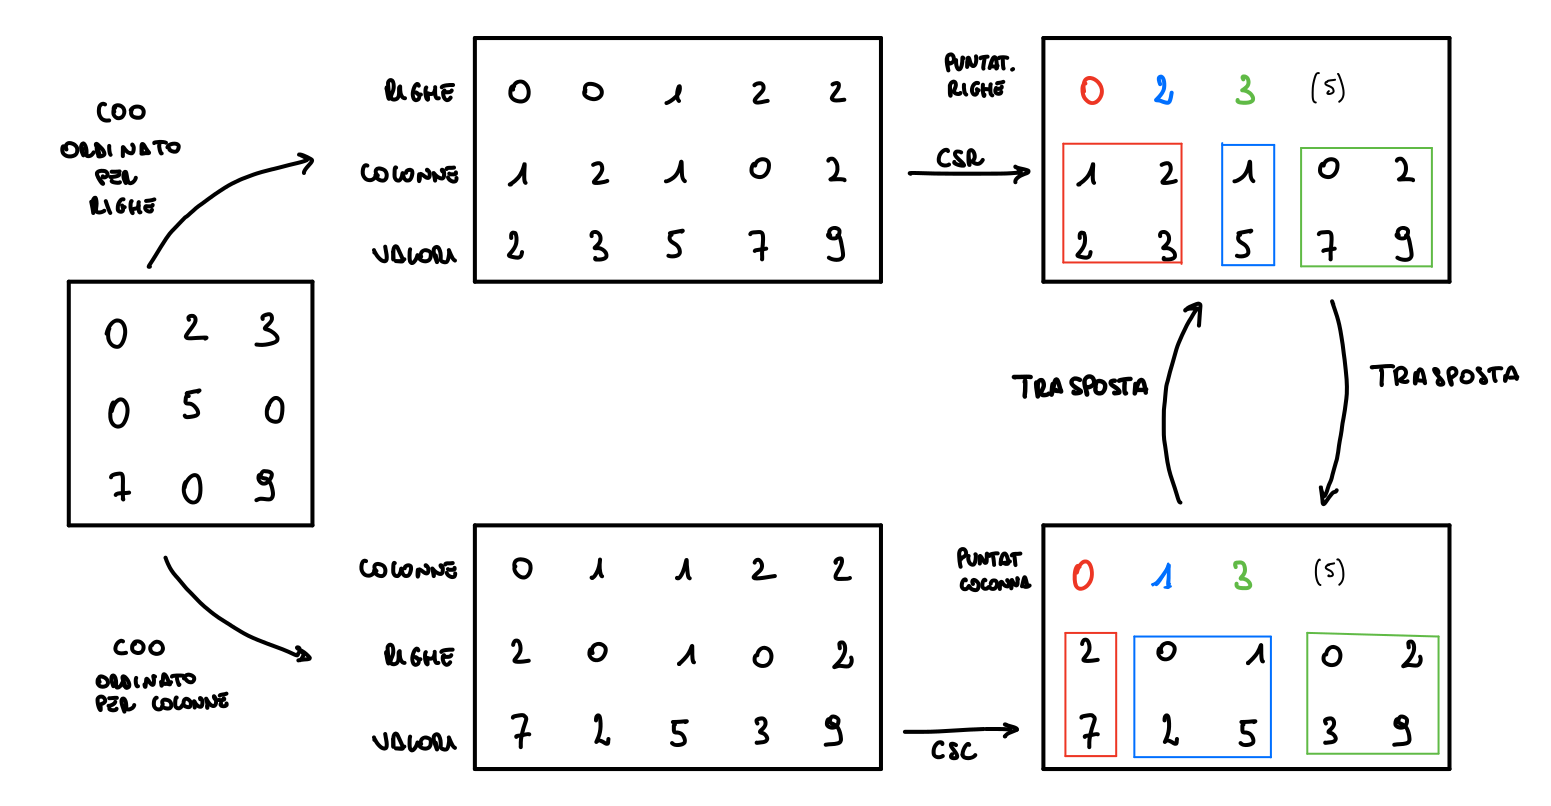 COO
ORDINATO
PER
RIGHE
RIGHE 0 0 1 2 2
COLONNE 1 2 1 0 2
VALORI 2 3 5 7 9
CSR
PUNTAT.
RIGHE
0 2 3 (5)
1 2 1 0 2
2 3 5 7 9
0 2 3
0 5 0
7 0 9
TRASPOSTA
TRASPOSTA
COO
ORDINATO
PER COLONNE
COLONNE 0 1 1 2 2
RIGHE 2 0 1 0 2
VALORI 7 2 5 3 9
CSC
PUNTAT
COLONNA
0 1 3 (5)
2 0 1 0 2
7 2 5 3 9